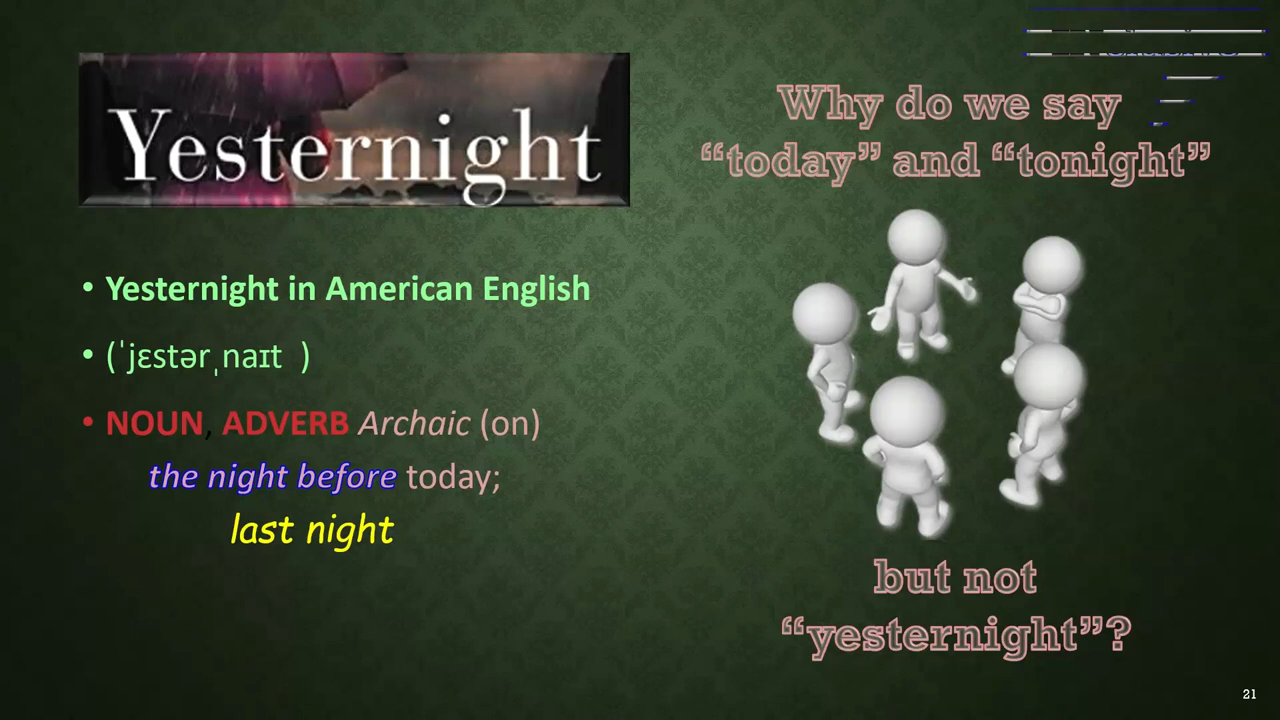 Yesternight
• Yesternight in American English
• (ˈjɛstərˌnaɪt )
• NOUN, ADVERB Archaic (on)
the night before today;
last night
Why do we say
“today” and “tonight”
but not
“yesternight”?
21